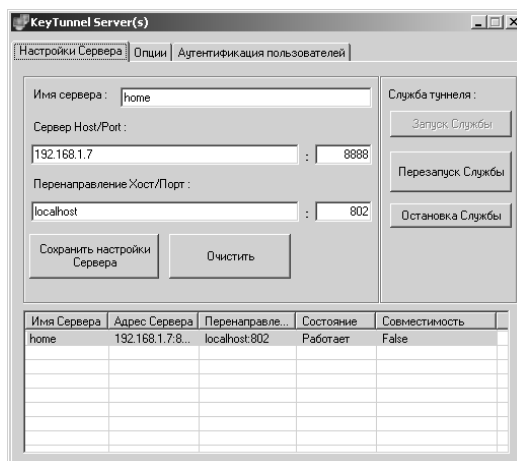 KeyTunnel Server(s)
Настройки Сервера Опции Аутентификация пользователей
Имя сервера : home
Сервер Host/Port :
192.168.1.7 : 8888
Перенаправление Хост/Порт :
localhost : 802
Сохранить настройки
Сервера
Очистить
Служба туннеля :
Запуск Службы
Перезапуск Службы
Остановка Службы
Имя Сервера Адрес Сервера Перенаправле... Состояние Совместимость
home 192.168.1.7:8... localhost:802 Работает False